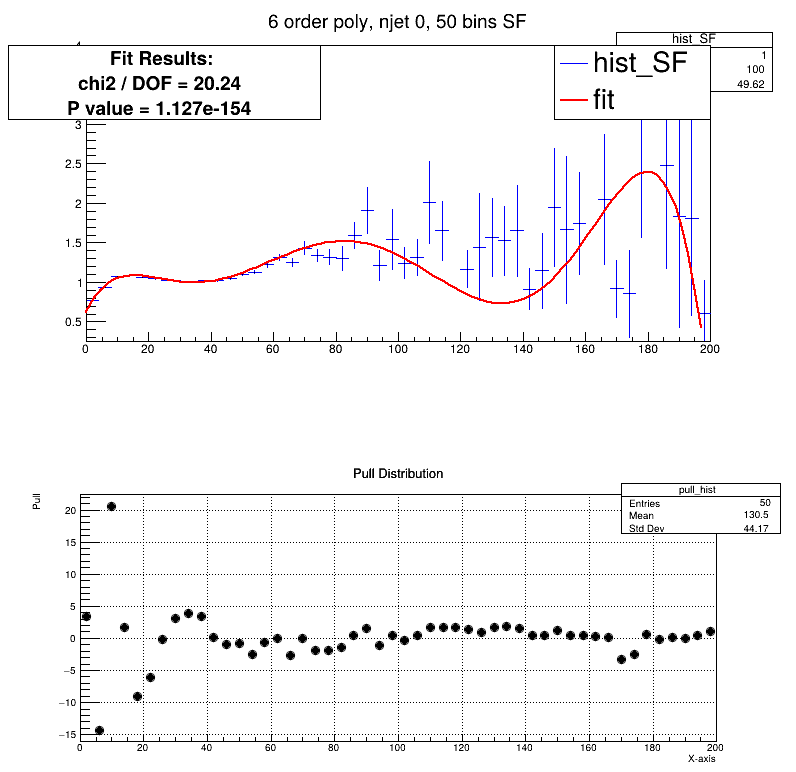 6 order poly, njet 0, 50 bins SF
hist_SF
1
100
49.62
Fit Results:
chi2 / DOF = 20.24
P value = 1.127e-154
hist_SF
fit
3
2.5
2
1.5
1
0.5
0 20 40 60 80 100 120 140 160 180 200
Pull Distribution
pull_hist
Entries 50
Mean 130.5
Std Dev 44.17
Pull
20
15
10
5
0
−5
−10
−15
0 20 40 60 80 100 120 140 160 180 200
X-axis